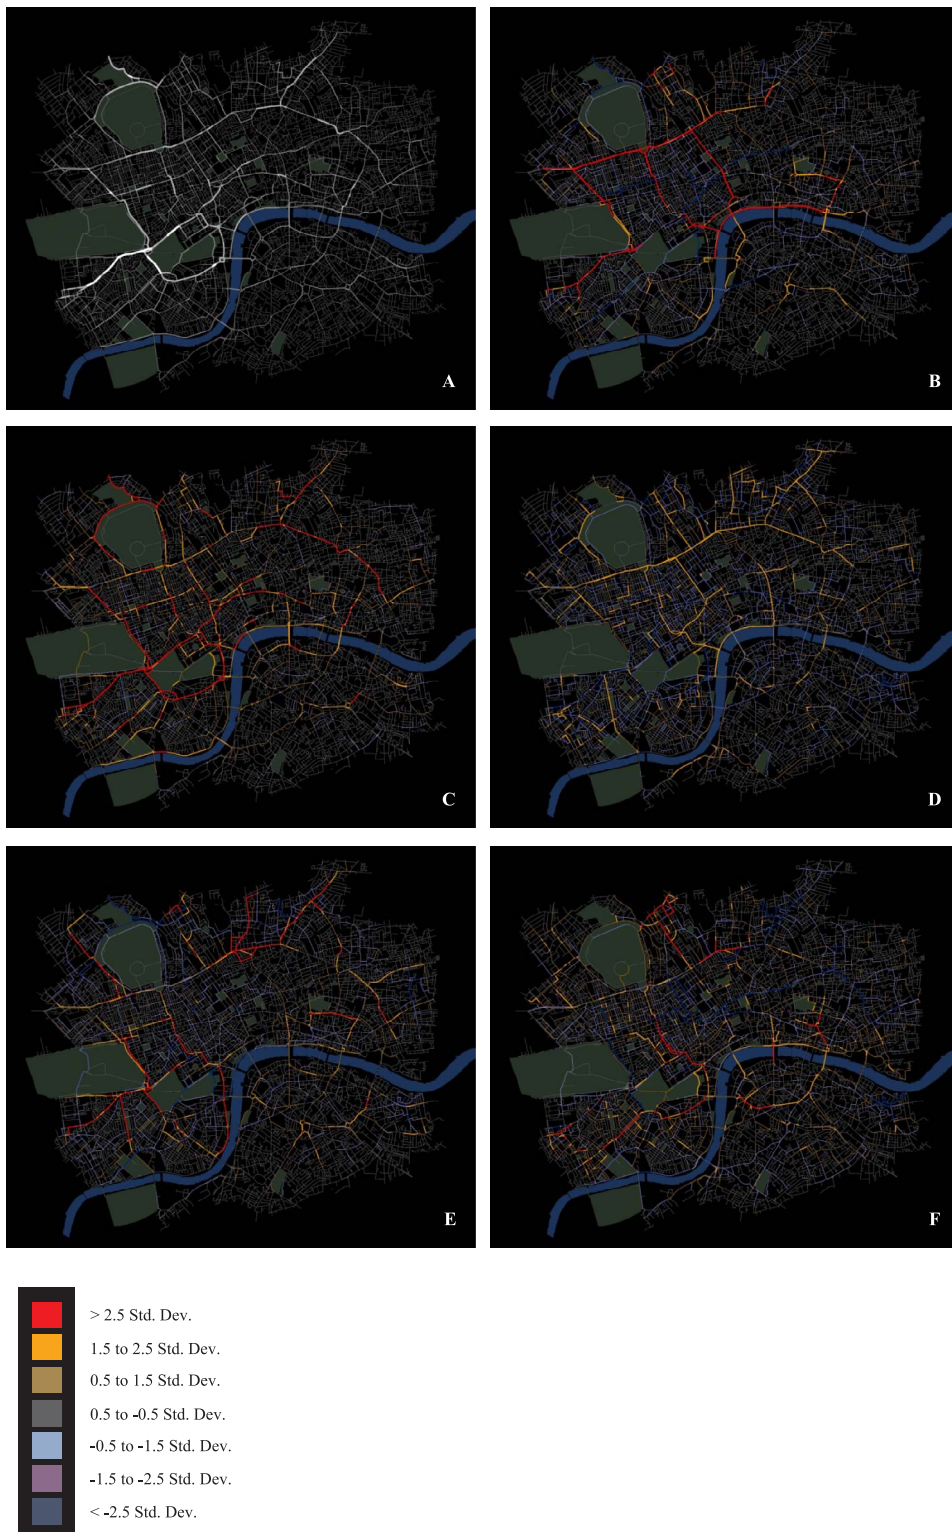 A
B
C
D
E
F
> 2.5 Std. Dev.
1.5 to 2.5 Std. Dev.
0.5 to 1.5 Std. Dev.
0.5 to -0.5 Std. Dev.
-0.5 to -1.5 Std. Dev.
-1.5 to -2.5 Std. Dev.
< -2.5 Std. Dev.